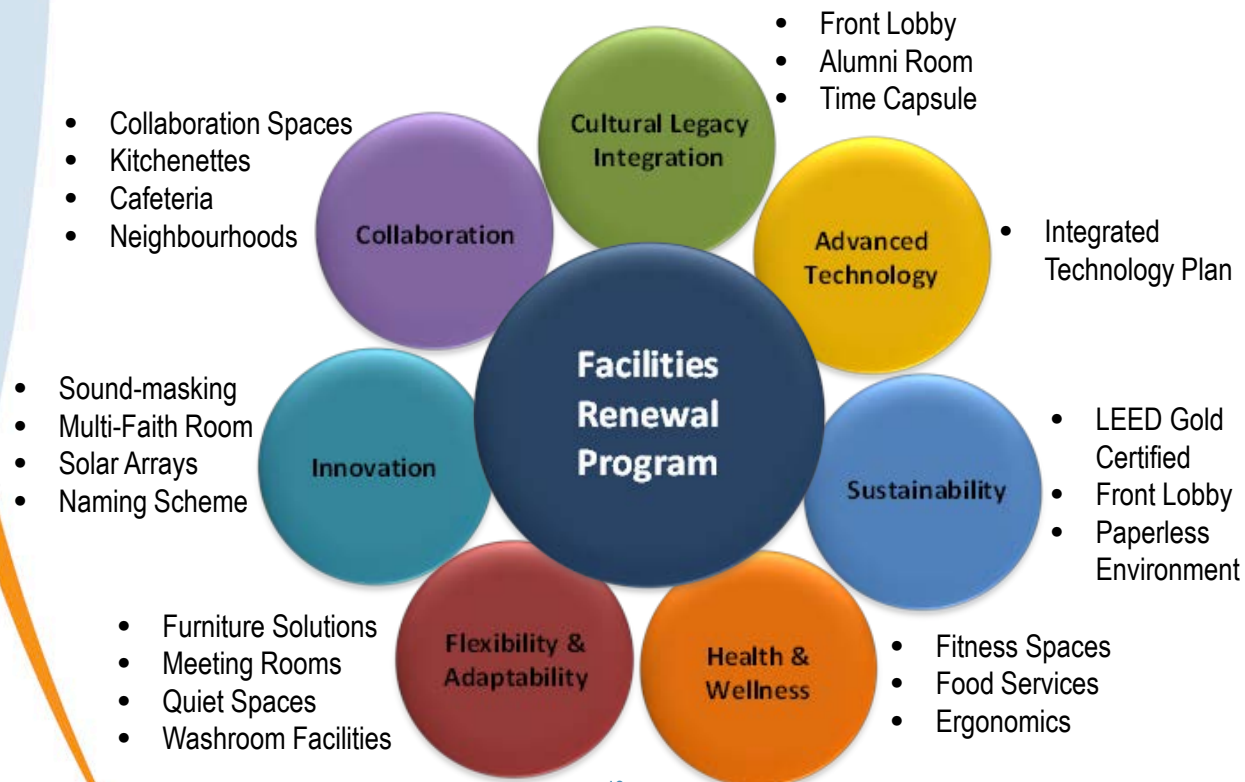 • Front Lobby
• Alumni Room
• Time Capsule
Cultural Legacy
Integration
• Collaboration Spaces
• Kitchenettes
• Cafeteria
• Neighbourhoods
Collaboration
Advanced
Technology
• Integrated
Technology Plan
Facilities
Renewal
Program
• Sound-masking
• Multi-Faith Room
• Solar Arrays
• Naming Scheme
Innovation
Sustainability
• LEED Gold
Certified
• Front Lobby
• Paperless
Environment
• Furniture Solutions
• Meeting Rooms
• Quiet Spaces
• Washroom Facilities
Flexibility &
Adaptability
Health &
Wellness
• Fitness Spaces
• Food Services
• Ergonomics